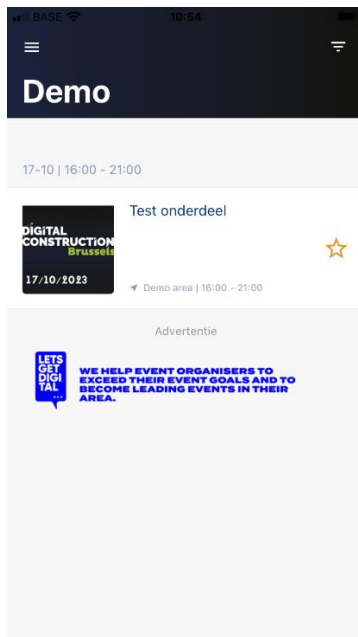 BASE 10:54
Demo
17-10 | 16:00 - 21:00
DiGiTAL
CONSTRUCTiON
Brussels
17/10/2023
Test onderdeel
Demo area | 16:00 - 21:00
Advertentie
LETS
GET
DIGI
TAL
...
WE HELP EVENT ORGANISERS TO
EXCEED THEIR EVENT GOALS AND TO
BECOME LEADING EVENTS IN THEIR
AREA.